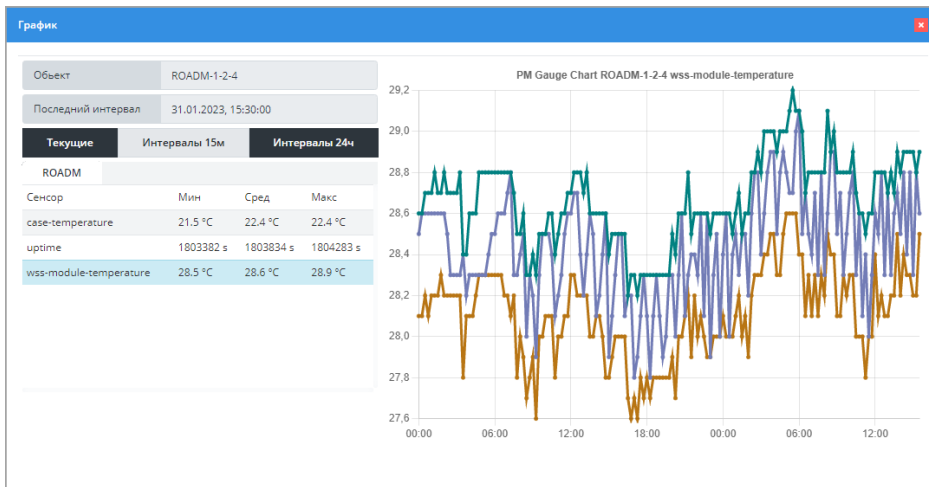 График
×
Обьект ROADM-1-2-4
Последний интервал 31.01.2023, 15:30:00
Текущие Интервалы 15м Интервалы 24ч
ROADM
Сенсор Мин Сред Макс
case-temperature 21.5 °C 22.4 °C 22.4 °C
uptime 1803382 s 1803834 s 1804283 s
wss-module-temperature 28.5 °C 28.6 °C 28.9 °C
PM Gauge Chart ROADM-1-2-4 wss-module-temperature
29,2
29,0
28,8
28,6
28,4
28,2
28,0
27,8
27,6
00:00 06:00 12:00 18:00 00:00 06:00 12:00